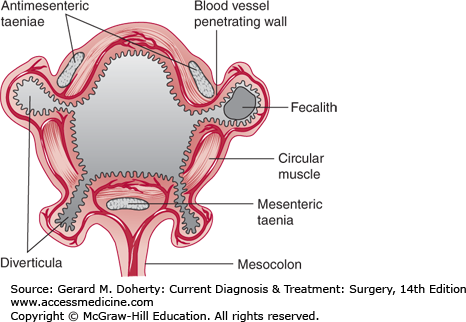 Antimesenteric
taeniae
Blood vessel
penetrating wall
Fecalith
Circular
muscle
Mesenteric
taenia
Diverticula
Mesocolon
Source: Gerard M. Doherty: Current Diagnosis & Treatment: Surgery, 14th Edition
www.accessmedicine.com
Copyright © McGraw-Hill Education. All rights reserved.